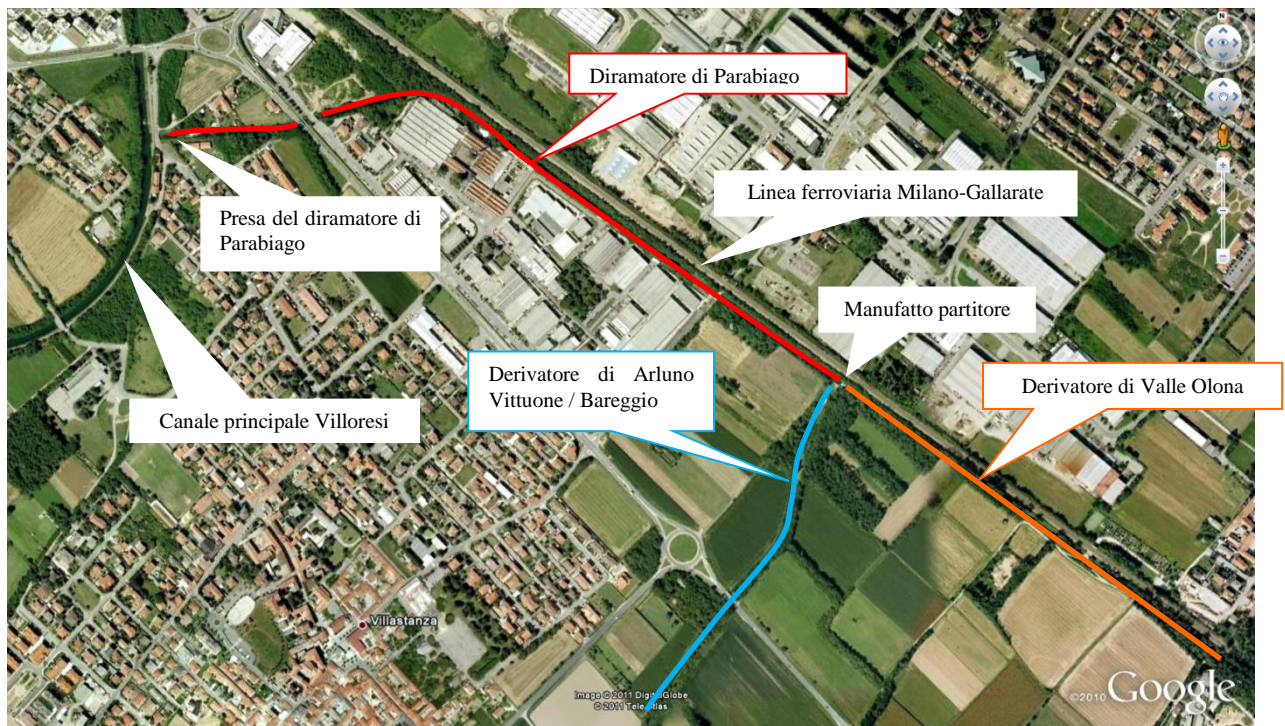 N
Diramatore di Parabiago
Linea ferroviaria Milano-Gallarate
Presa del diramatore di
Parabiago
Manufatto partitore
Derivatore di Arluno
Vittuone / Bareggio
Derivatore di Valle Olona
Canale principale Villoresi
Villastanza
Image © 2011 DigitalGlobe
© 2011 Tele Atlas
©2010 Google